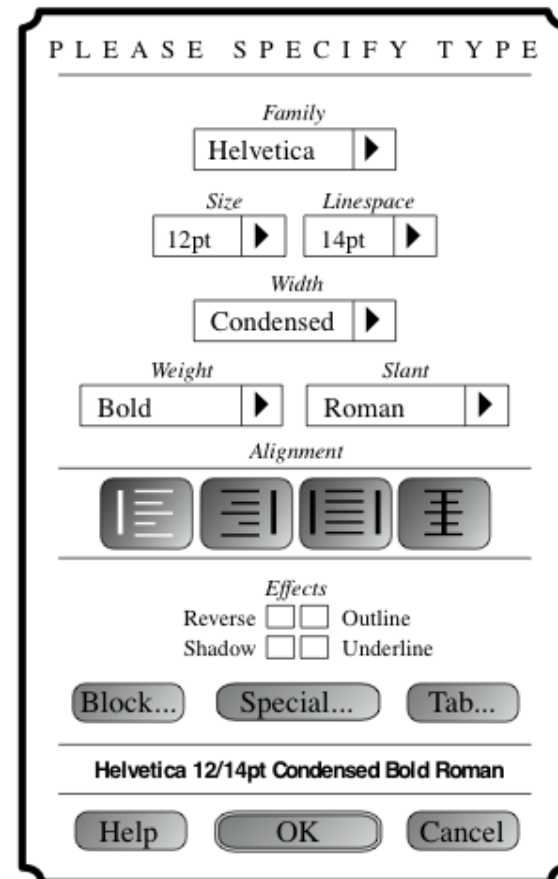 PLEASE SPECIFY TYPE
Family
Helvetica
Size Linespace
12pt 14pt
Width
Condensed
Weight Slant
Bold Roman
Alignment
Effects
Reverse Outline
Shadow Underline
Block... Special... Tab...
Helvetica 12/14pt Condensed Bold Roman
Help OK Cancel